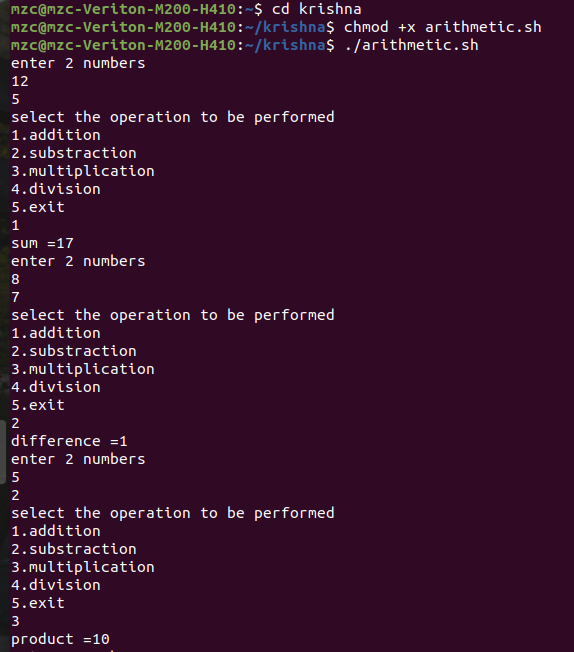 mzc@mzc-Veriton-M200-H410:~$ cd krishna
mzc@mzc-Veriton-M200-H410:~/krishna$ chmod +x arithmetic.sh
mzc@mzc-Veriton-M200-H410:~/krishna$ ./arithmetic.sh
enter 2 numbers
12
5
select the operation to be performed
1.addition
2.substraction
3.multiplication
4.division
5.exit
1
sum =17
enter 2 numbers
8
7
select the operation to be performed
1.addition
2.substraction
3.multiplication
4.division
5.exit
2
difference =1
enter 2 numbers
5
2
select the operation to be performed
1.addition
2.substraction
3.multiplication
4.division
5.exit
3
product =10